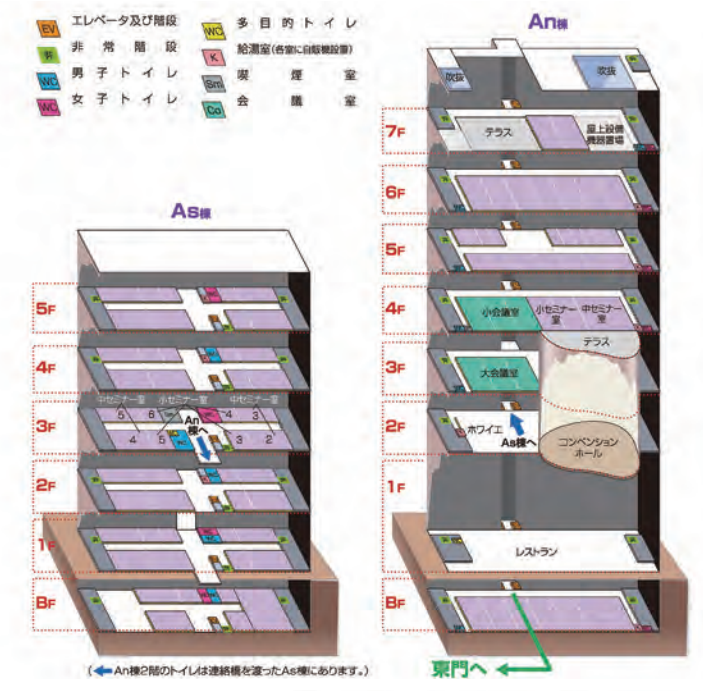 EV エレベータ及び階段
非 非常階段
WC 男子トイレ
WC 女子トイレ
WC 多目的トイレ
K 給湯室(各室に自販機設置)
Sm 喫煙室
Co 会議室
An棟
吹抜
吹抜
7F
テラス
屋上設備
機器置場
6F
5F
4F
小会議室
小セミナー
室
中セミナー
室
テラス
3F
大会議室
2F
ホワイエ
As棟へ
コンベンション
ホール
1F
レストラン
BF
東門へ
As棟
5F
4F
3F
中セミナー室
小セミナー室
中セミナー室
5 6 4 3
An
棟へ
4 5 3 2
2F
1F
BF
(←An棟2階のトイレは連絡橋を渡ったAs棟にあります。)